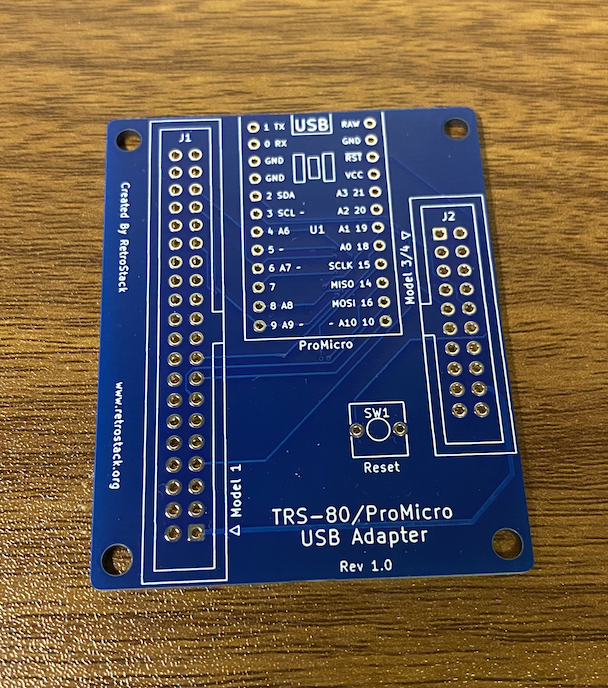 J1
Created By RetroStack
www.retrostack.org
△ Model 1
USB
1 TX
0 RX
GND
GND
2 SDA
3 SCL -
4 A6
5 -
6 A7 -
7
8 A8
9 A9 -
U1
RAW
GND
RST
VCC
A3 21
A2 20
A1 19
A0 18
SCLK 15
MISO 14
MOSI 16
- A10 10
ProMicro
Model 3/4 ▽
J2
SW1
Reset
TRS-80/ProMicro
USB Adapter
Rev 1.0